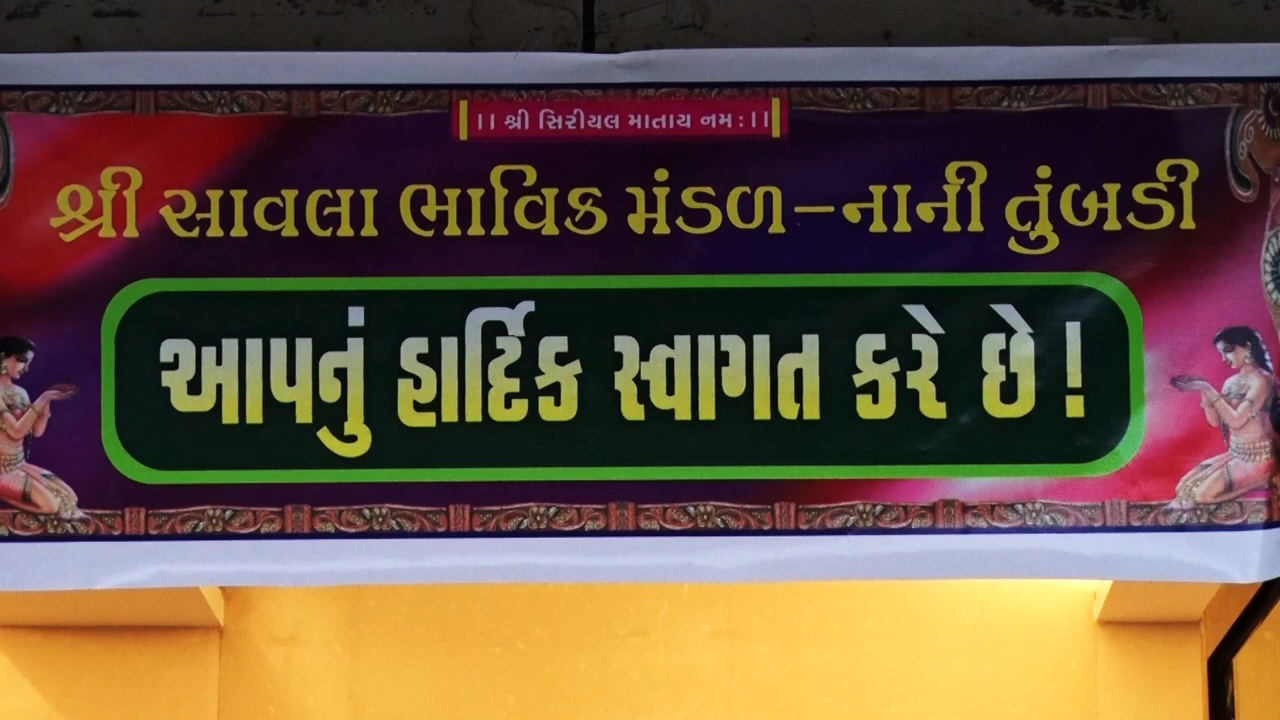 ।। શ્રી સિરીયલ માતાય નમઃ।।
શ્રી સાવલા ભાવિક મંડળ-નાની તુંબડી
આપનું હાર્દિક સ્વાગત કરે છે!